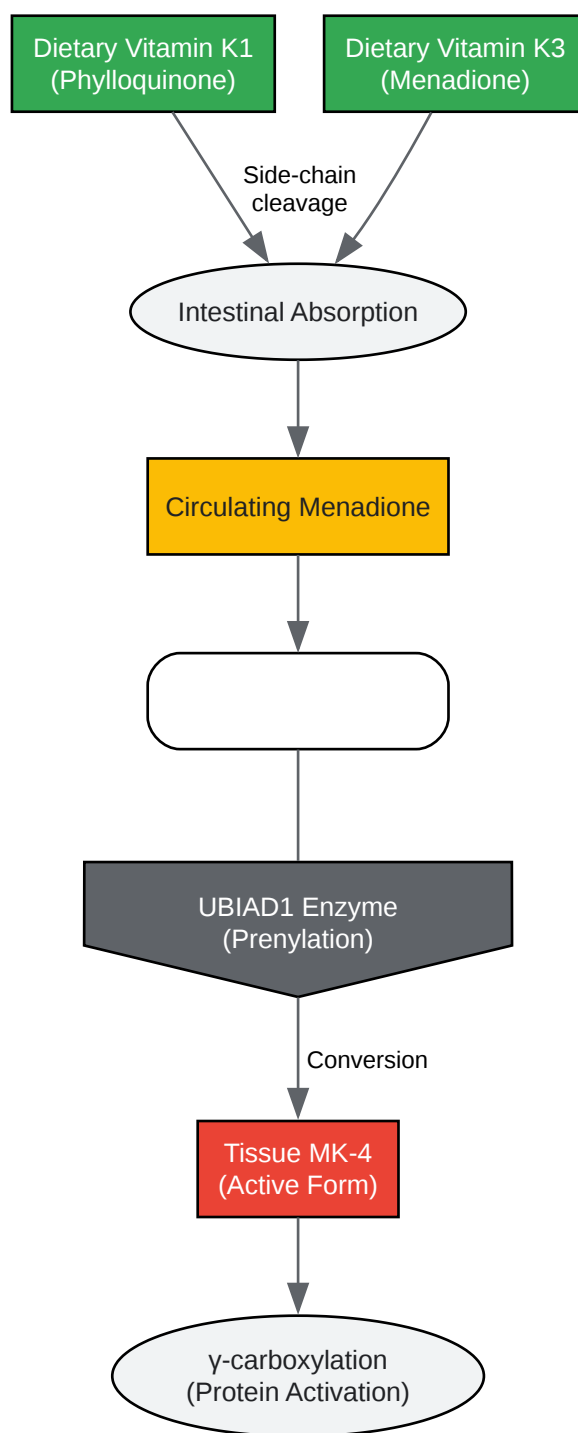 Dietary Vitamin K1
(Phylloquinone)
Dietary Vitamin K3
(Menadione)
Side-chain
cleavage
Intestinal Absorption
Circulating Menadione
UBIAD1 Enzyme
(Prenylation)
Conversion
Tissue MK-4
(Active Form)
γ-carboxylation
(Protein Activation)